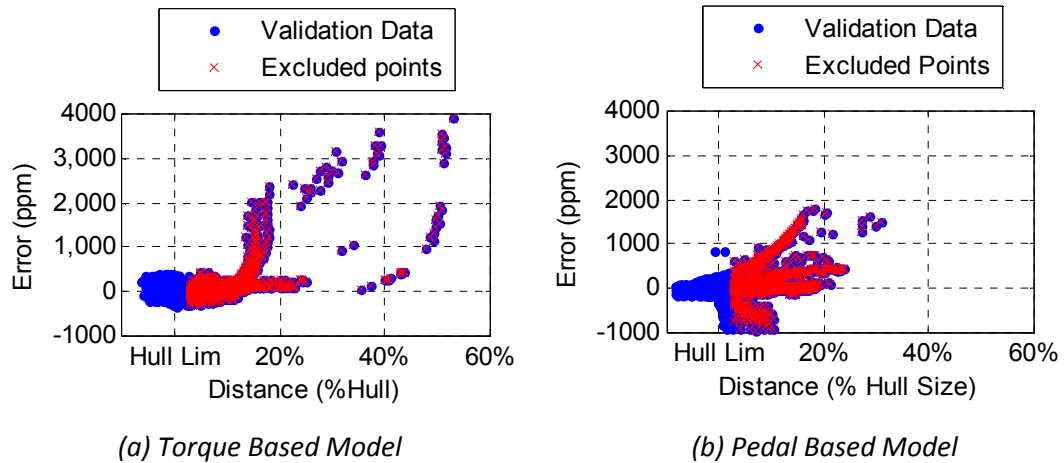 Validation Data
Excluded points
4000
3,000
2,000
1,000
0
-1000
Error (ppm)
Hull Lim 20% 40% 60%
Distance (%Hull)
(a) Torque Based Model
Validation Data
Excluded Points
4000
3000
2000
1000
0
-1000
Error (ppm)
Hull Lim 20% 40% 60%
Distance (% Hull Size)
(b) Pedal Based Model